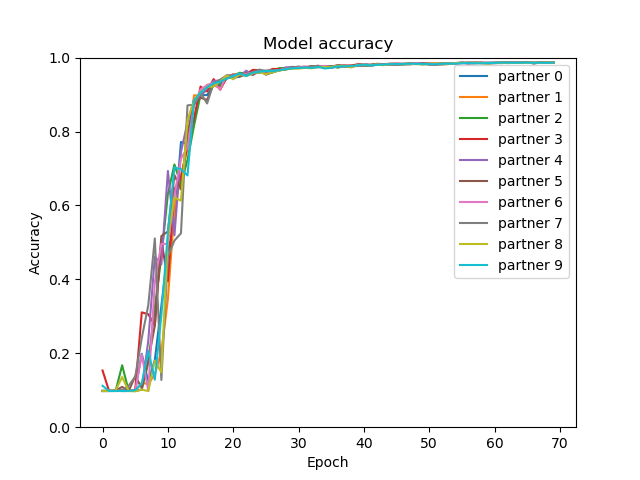 Model accuracy
1.0
0.8
0.6
0.4
0.2
0.0
Accuracy
partner 0
partner 1
partner 2
partner 3
partner 4
partner 5
partner 6
partner 7
partner 8
partner 9
0 10 20 30 40 50 60 70
Epoch